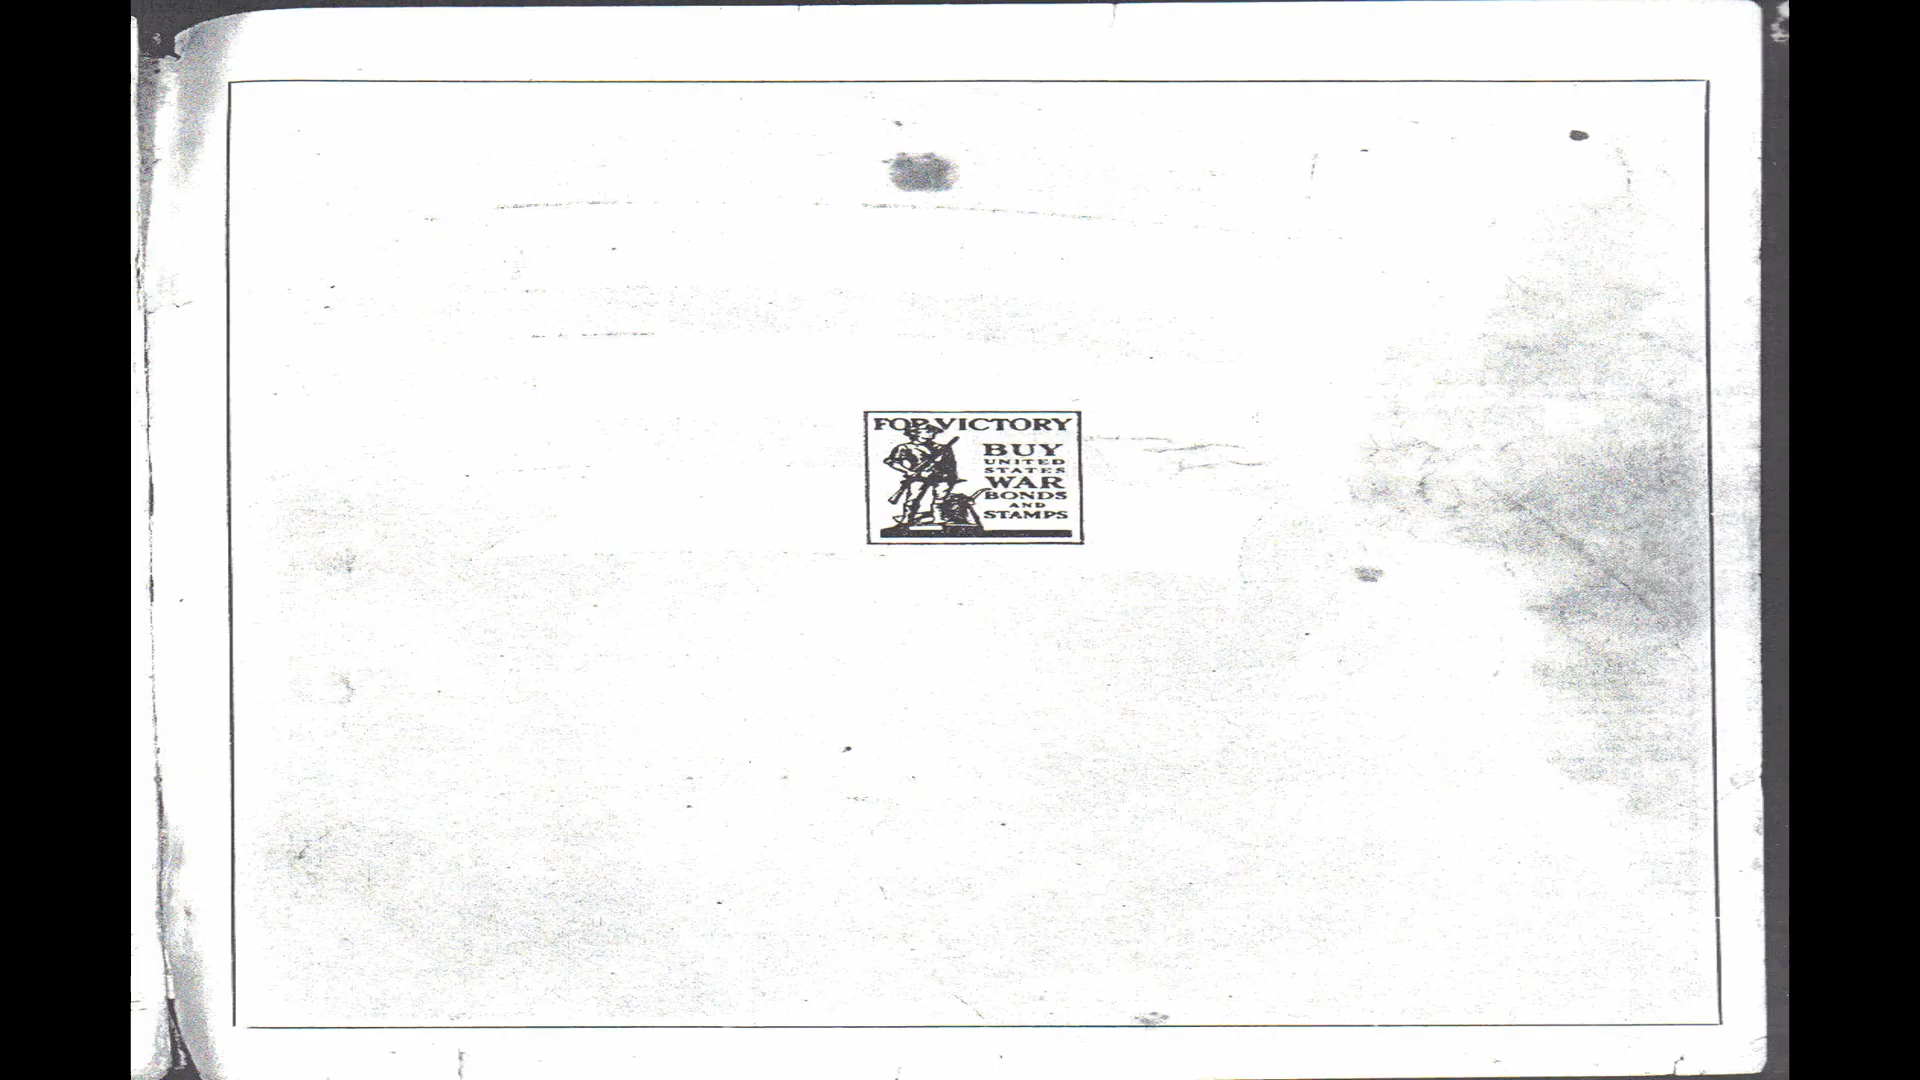 FOR VICTORY
BUY
UNITED
STATES
WAR
BONDS
AND
STAMPS